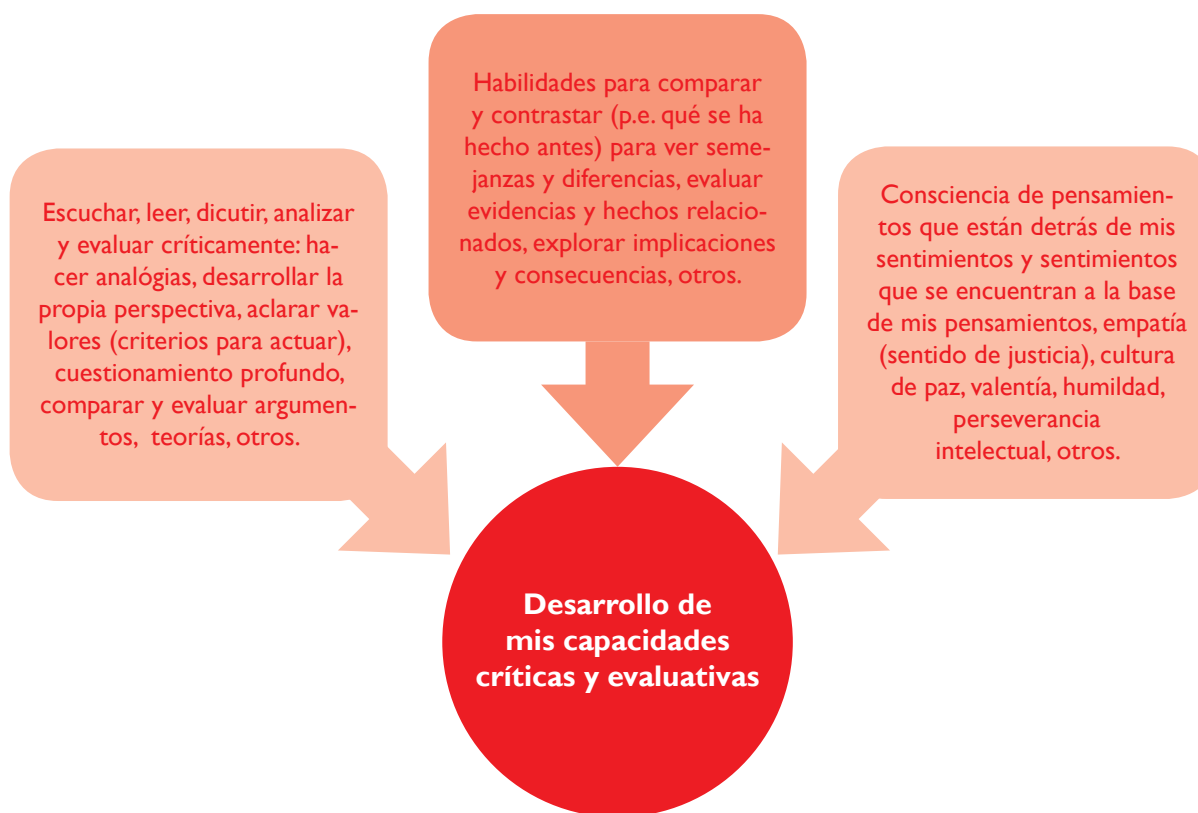 Habilidades para comparar
y contrastar (p.e. qué se ha
hecho antes) para ver seme-
janzas y diferencias, evaluar
evidencias y hechos relacio-
nados, explorar implicaciones
y consecuencias, otros.
Escuchar, leer, dicutir, analizar
y evaluar críticamente: ha-
cer analógias, desarrollar la
propia perspectiva, aclarar va-
lores (criterios para actuar),
cuestionamiento profundo,
comparar y evaluar argumen-
tos, teorías, otros.
Consciencia de pensamien-
tos que están detrás de mis
sentimientos y sentimientos
que se encuentran a la base
de mis pensamientos, empatía
(sentido de justicia), cultura
de paz, valentía, humildad,
perseverancia
intelectual, otros.
Desarrollo de
mis capacidades
críticas y evaluativas